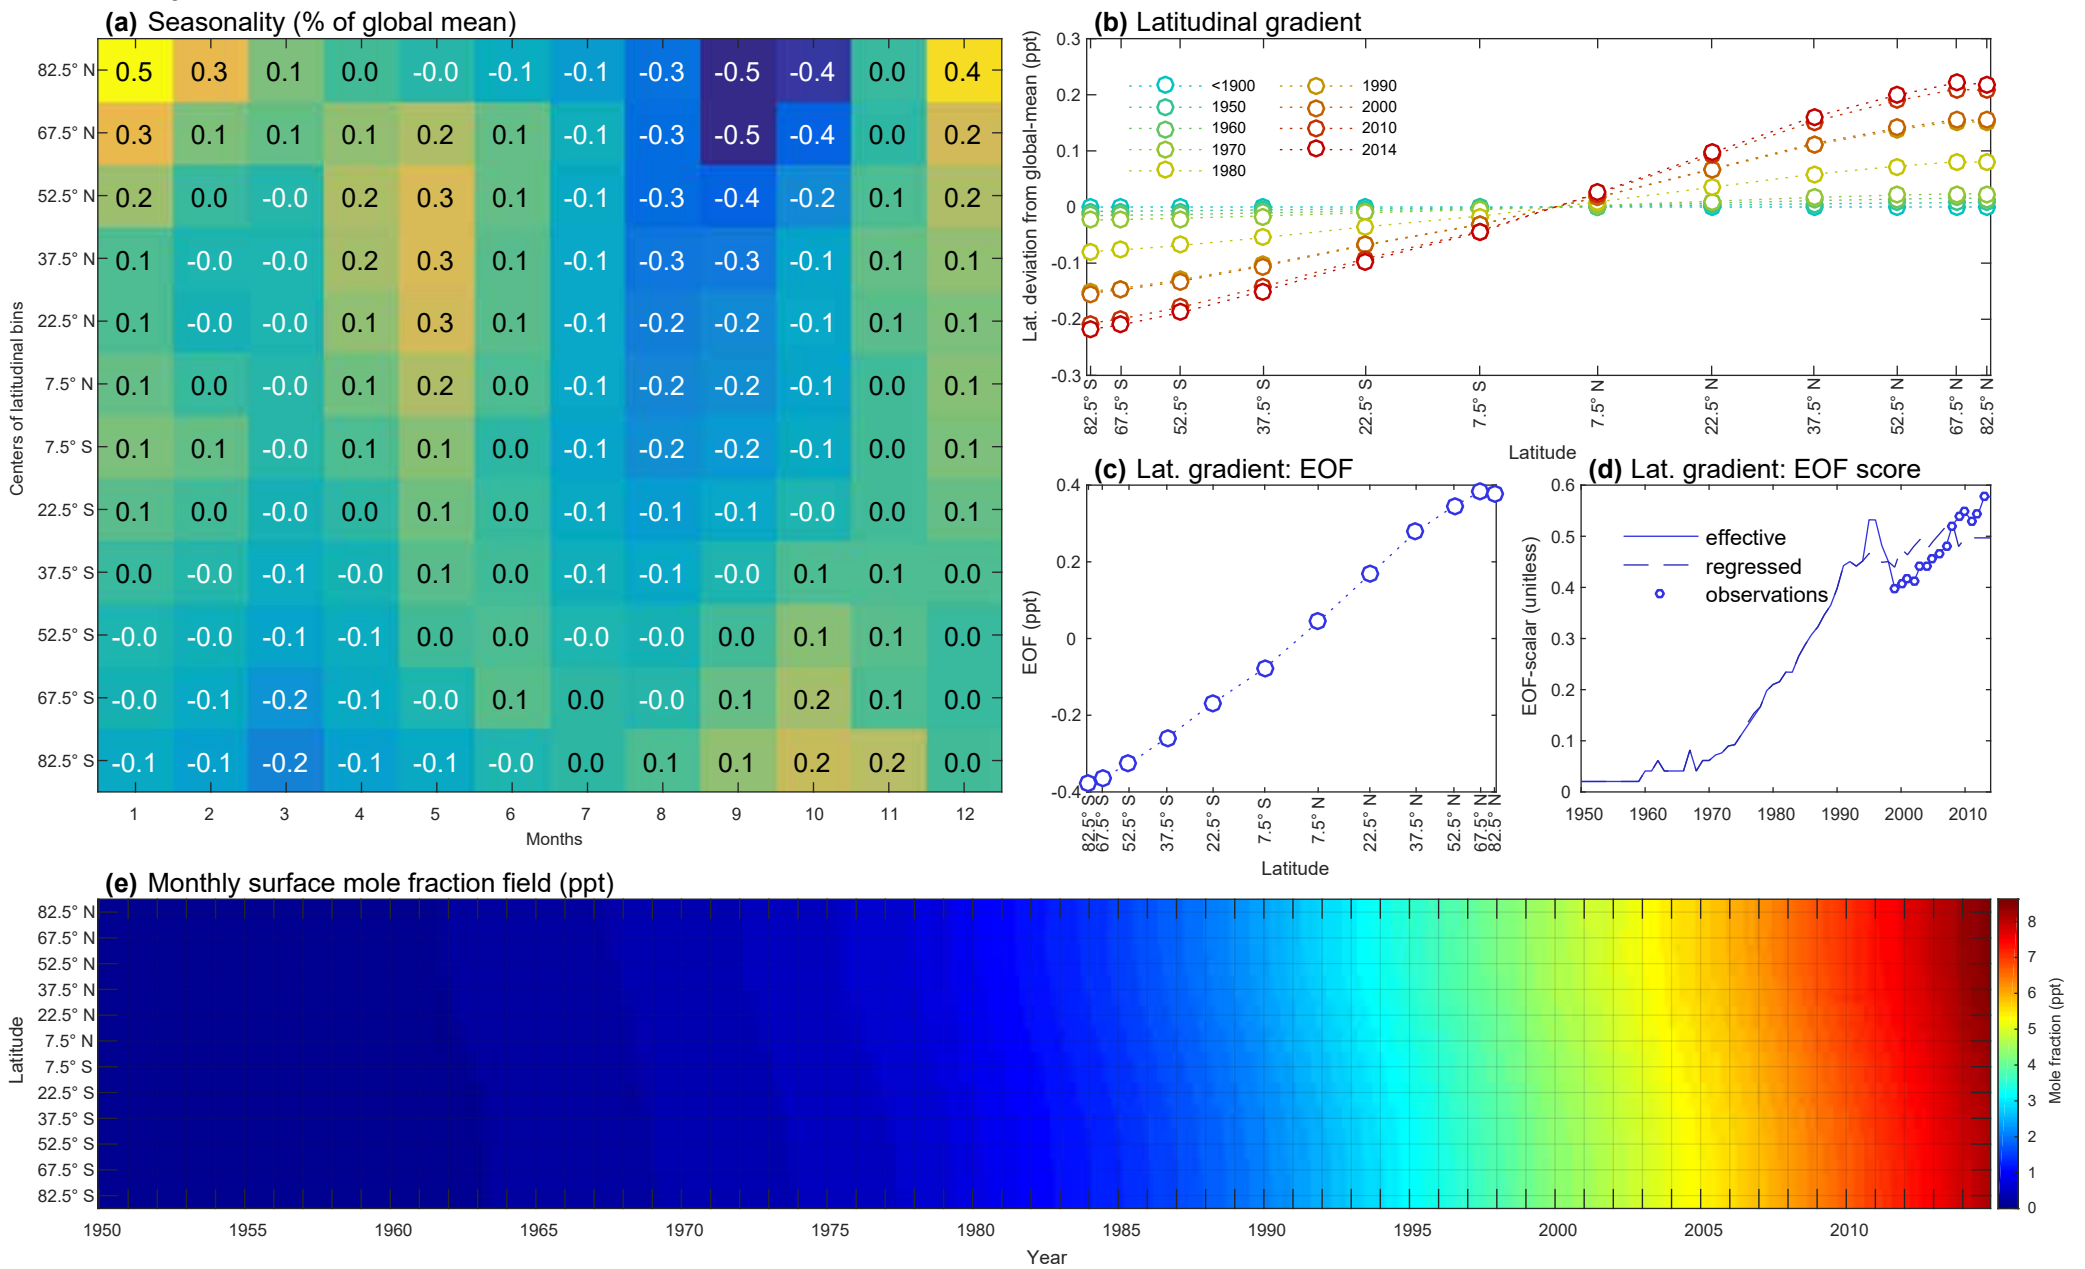 (a) Seasonality (% of global mean)
82.5° N 0.5 0.3 0.1 0.0 -0.0 -0.1 -0.1 -0.3 -0.5 -0.4 0.0 0.4
67.5° N 0.3 0.1 0.1 0.1 0.2 0.1 -0.1 -0.3 -0.5 -0.4 0.0 0.2
52.5° N 0.2 0.0 -0.0 0.2 0.3 0.1 -0.1 -0.3 -0.4 -0.2 0.1 0.2
37.5° N 0.1 -0.0 -0.0 0.2 0.3 0.1 -0.1 -0.3 -0.3 -0.1 0.1 0.1
22.5° N 0.1 -0.0 -0.0 0.1 0.3 0.1 -0.1 -0.2 -0.2 -0.1 0.1 0.1
7.5° N 0.1 0.0 -0.0 0.1 0.2 0.0 -0.1 -0.2 -0.2 -0.1 0.0 0.1
7.5° S 0.1 0.1 -0.0 0.1 0.1 0.0 -0.1 -0.2 -0.2 -0.1 0.0 0.1
22.5° S 0.1 0.0 -0.0 0.0 0.1 0.0 -0.1 -0.1 -0.1 -0.0 0.0 0.1
37.5° S 0.0 -0.0 -0.1 -0.0 0.1 0.0 -0.1 -0.1 -0.0 0.1 0.1 0.0
52.5° S -0.0 -0.0 -0.1 -0.1 0.0 0.0 -0.0 -0.0 0.0 0.1 0.1 0.0
67.5° S -0.0 -0.1 -0.2 -0.1 -0.0 0.1 0.0 -0.0 0.1 0.2 0.1 0.0
82.5° S -0.1 -0.1 -0.2 -0.1 -0.1 -0.0 0.0 0.1 0.1 0.2 0.2 0.0
1 2 3 4 5 6 7 8 9 10 11 12
Months
Centers of latitudinal bins
(b) Latitudinal gradient
Lat. deviation from global-mean (ppt)
0.3
0.2
0.1
0
-0.1
-0.2
-0.3
<1900 1990
1950 2000
1960 2010
1970 2014
1980
82.5° S 67.5° S 52.5° S 37.5° S 22.5° S 7.5° S 7.5° N 22.5° N 37.5° N 52.5° N 67.5° N 82.5° N
Latitude
(c) Lat. gradient: EOF
EOF (ppt)
0.4
0.2
0
-0.2
-0.4
82.5° S 67.5° S 52.5° S 37.5° S 22.5° S 7.5° S 7.5° N 22.5° N 37.5° N 52.5° N 67.5° N 82.5° N
Latitude
(d) Lat. gradient: EOF score
EOF-scalar (unitless)
0.6
0.5
0.4
0.3
0.2
0.1
0
effective
regressed
observations
1950 1960 1970 1980 1990 2000 2010
(e) Monthly surface mole fraction field (ppt)
Latitude
82.5° N
67.5° N
52.5° N
37.5° N
22.5° N
7.5° N
7.5° S
22.5° S
37.5° S
52.5° S
67.5° S
82.5° S
1950 1955 1960 1965 1970 1975 1980 1985 1990 1995 2000 2005 2010
Year
8
7
6
5
4
3
2
1
0
Mole fraction (ppt)